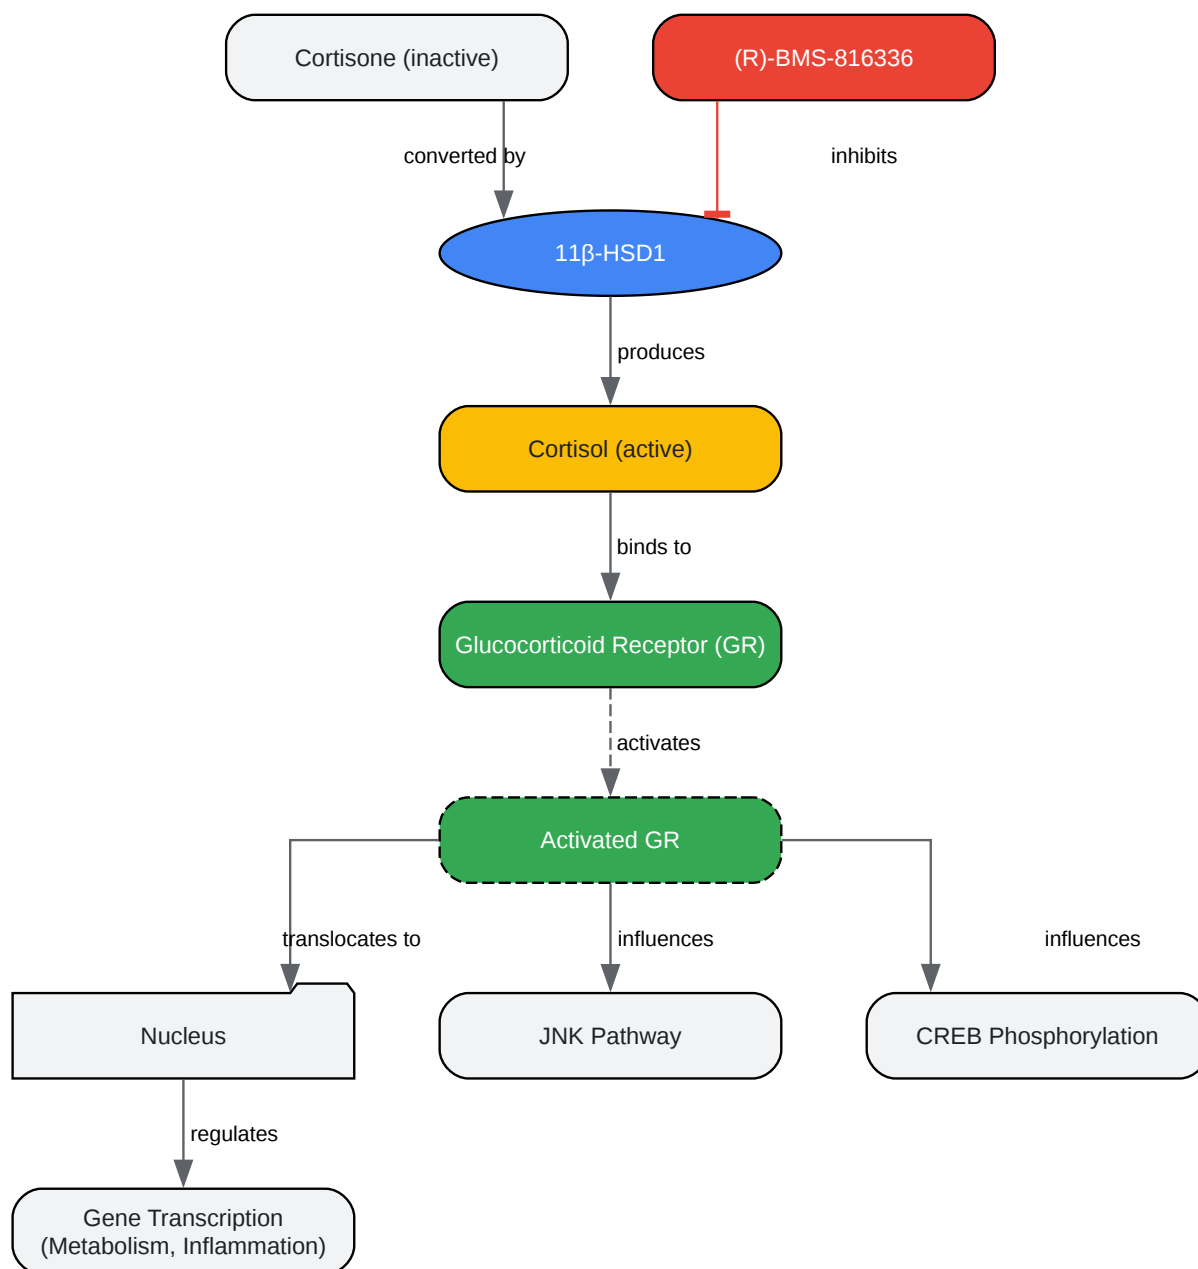 Cortisone (inactive)
(R)-BMS-816336
converted by
inhibits
11β-HSD1
produces
Cortisol (active)
binds to
Glucocorticoid Receptor (GR)
activates
Activated GR
translocates to
influences
influences
Nucleus
JNK Pathway
CREB Phosphorylation
regulates
Gene Transcription
(Metabolism, Inflammation)